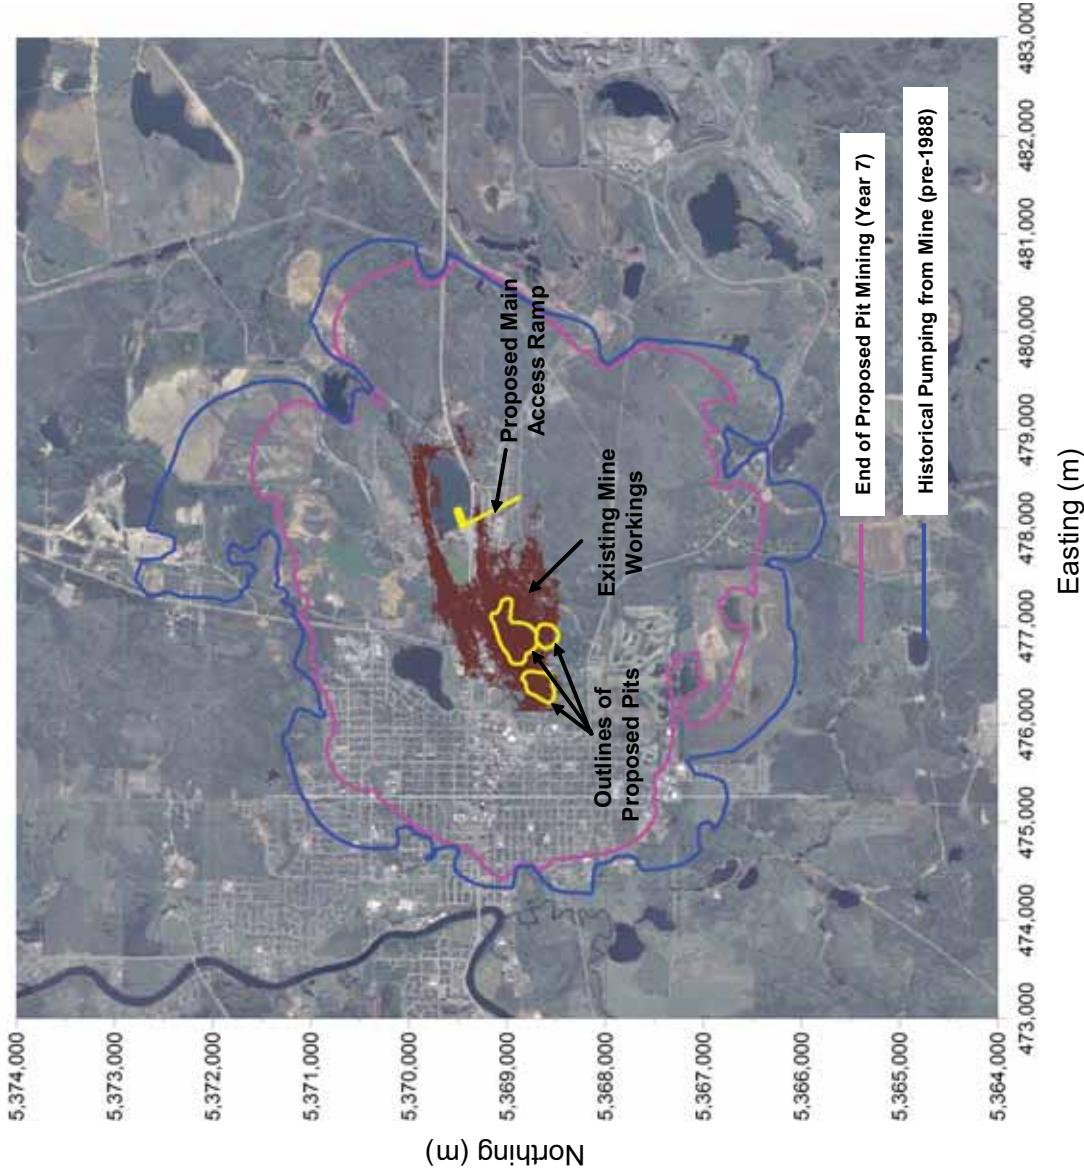 5,374,000
5,373,000
5,372,000
5,371,000
5,370,000
5,369,000
5,368,000
5,367,000
5,366,000
5,365,000
5,364,000
Northing (m)
473,000
474,000
475,000
476,000
477,000
478,000
479,000
480,000
481,000
482,000
483,000
Easting (m)
Proposed Main
Access Ramp
Existing Mine
Workings
Outlines of
Proposed Pits
End of Proposed Pit Mining (Year 7)
Historical Pumping from Mine (pre-1988)